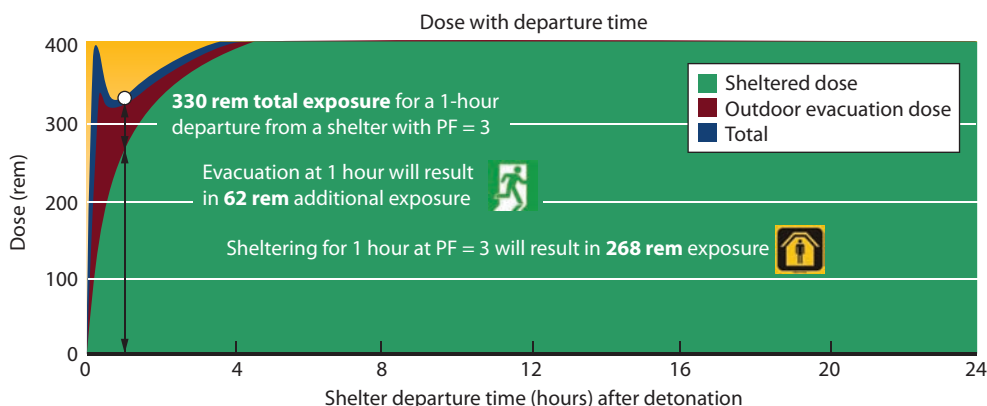 Dose with departure time
400
300
200
100
0
Dose (rem)
330 rem total exposure for a 1-hour
departure from a shelter with PF = 3
Evacuation at 1 hour will result
in 62 rem additional exposure
Sheltering for 1 hour at PF = 3 will result in 268 rem exposure
Sheltered dose
Outdoor evacuation dose
Total
0 4 8 12 16 20 24
Shelter departure time (hours) after detonation